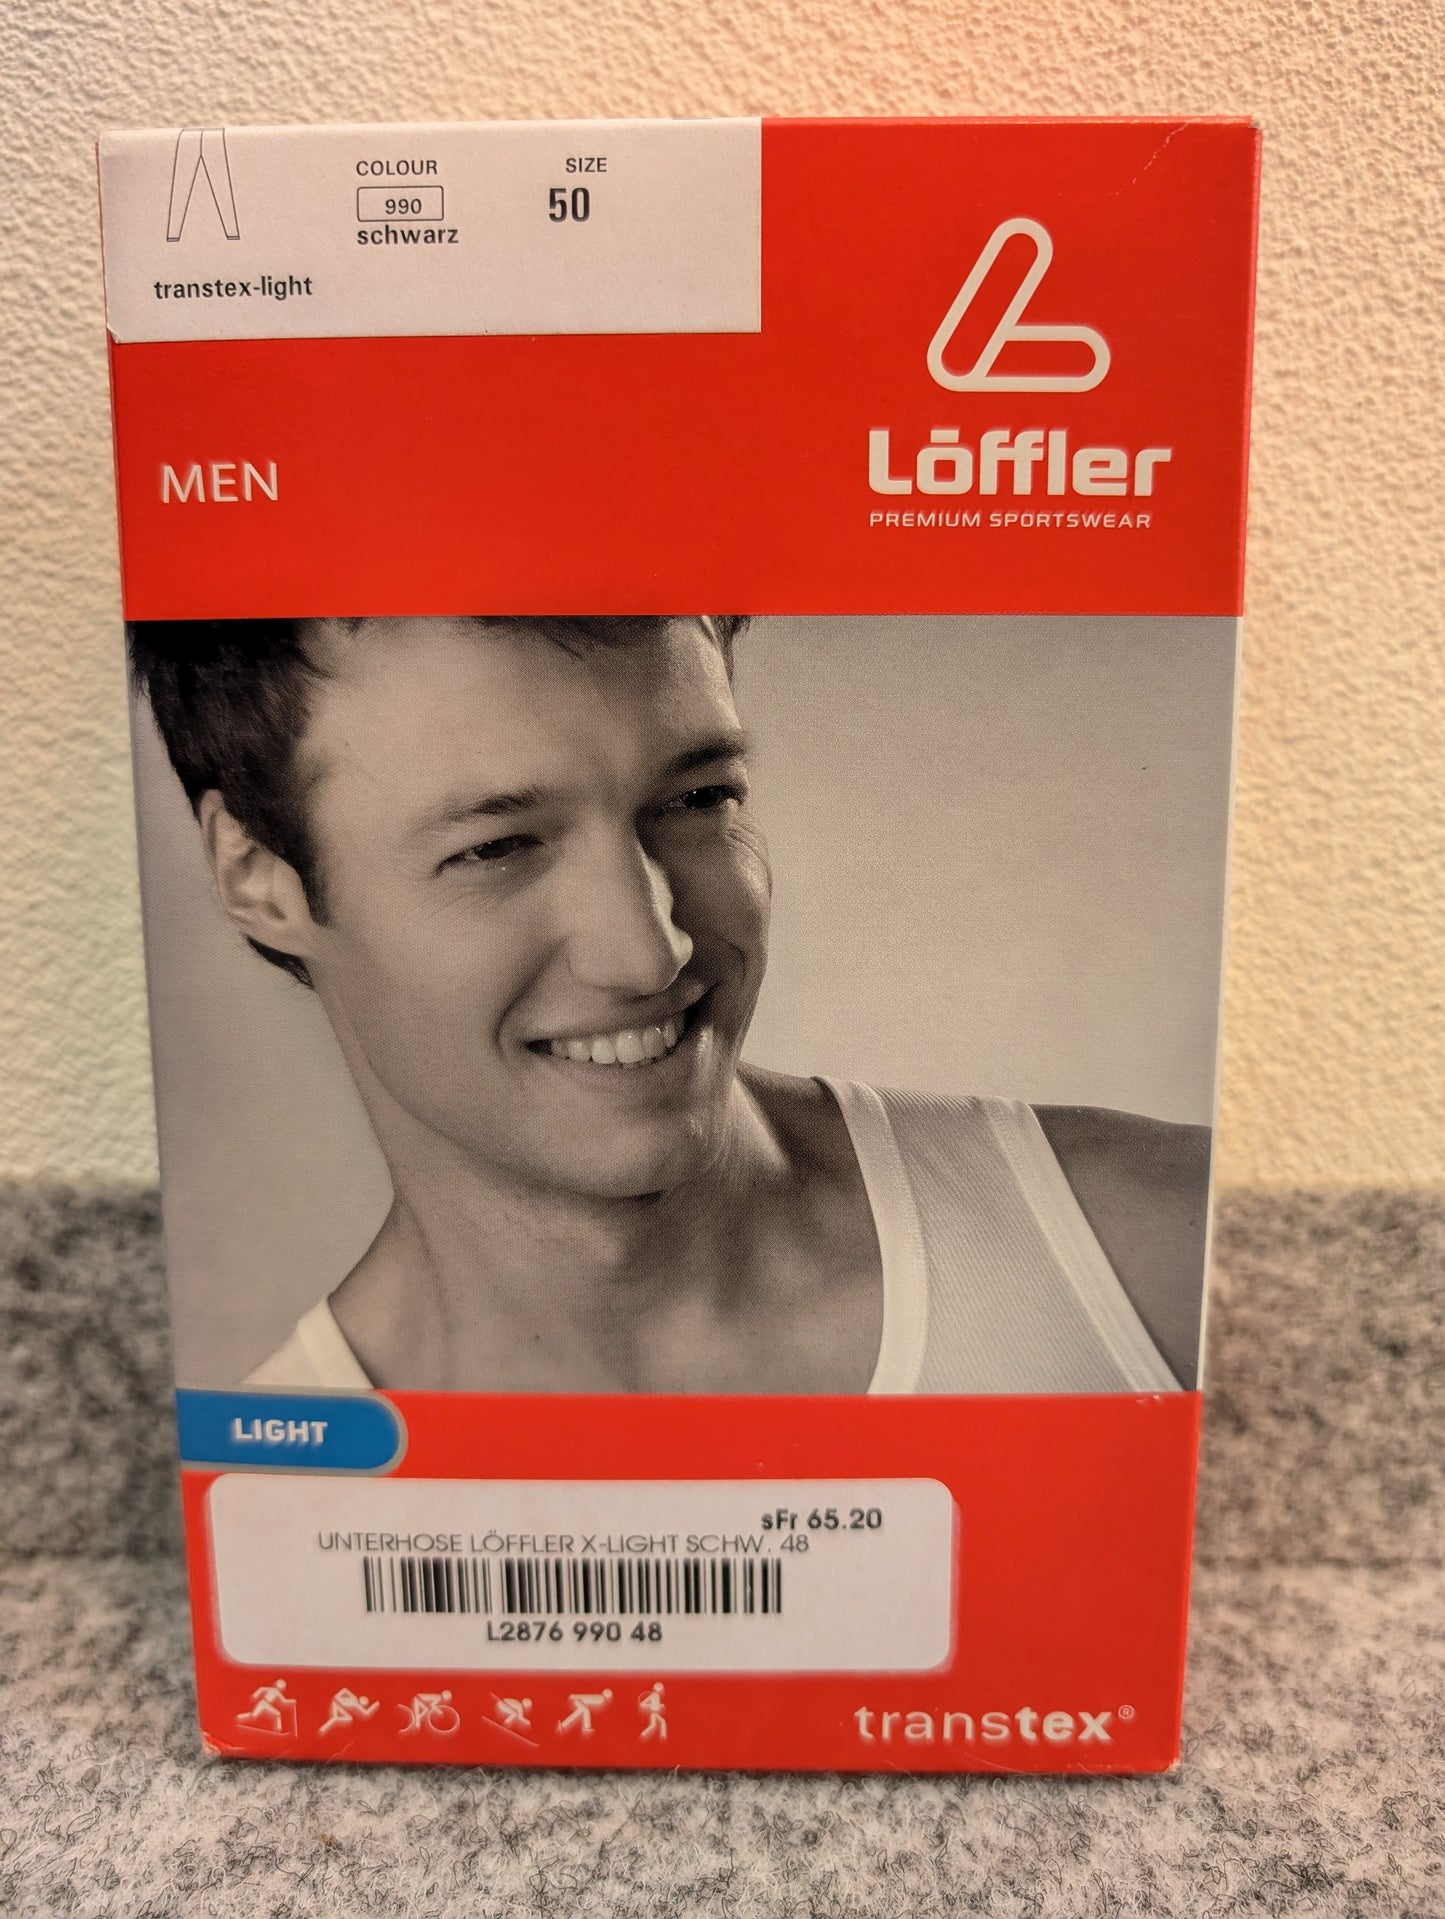 COLOUR
SIZE
990
50
schwarz
transtex-light
MEN
Löffler
PREMIUM SPORTSWEAR
LIGHT
sFr 65.20
UNTERHOSE LÖFFLER X-LIGHT SCHW. 48
L2876 990 48
transtex®